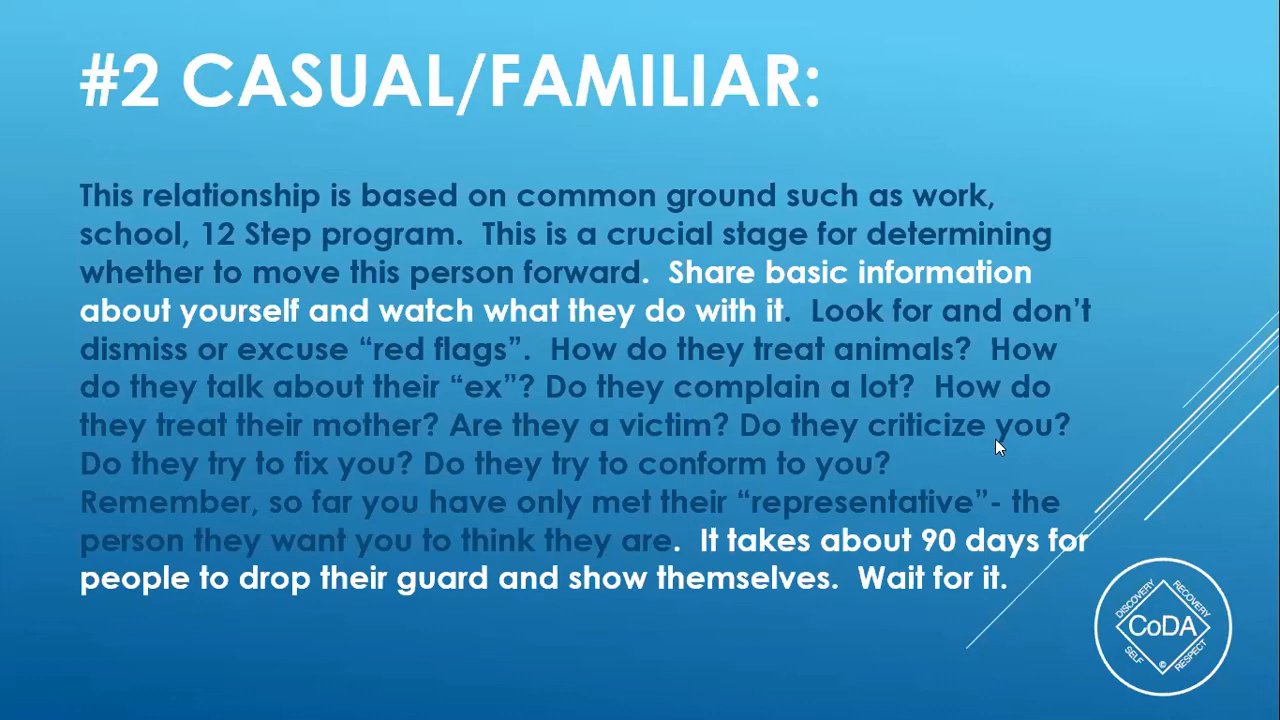 #2 CASUAL/FAMILIAR:
This relationship is based on common ground such as work,
school, 12 Step program.  This is a crucial stage for determining
whether to move this person forward.  Share basic information
about yourself and watch what they do with it.  Look for and don’t
dismiss or excuse “red flags”.  How do they treat animals?  How
do they talk about their “ex”? Do they complain a lot?  How do
they treat their mother? Are they a victim? Do they criticize you?
Do they try to fix you? Do they try to conform to you?
Remember, so far you have only met their “representative”- the
person they want you to think they are.  It takes about 90 days for
people to drop their guard and show themselves.  Wait for it.
DISCOVERY
RECOVERY
CoDA
SELF
RESPECT
©